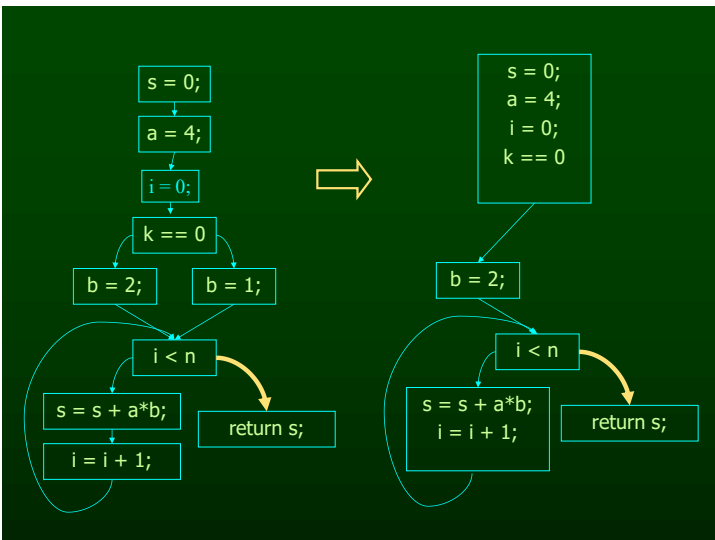 s = 0;
a = 4;
i = 0;
k == 0
b = 2;
b = 1;
i < n
s = s + a*b;
i = i + 1;
return s;
s = 0;
a = 4;
i = 0;
k == 0
b = 2;
i < n
s = s + a*b;
i = i + 1;
return s;